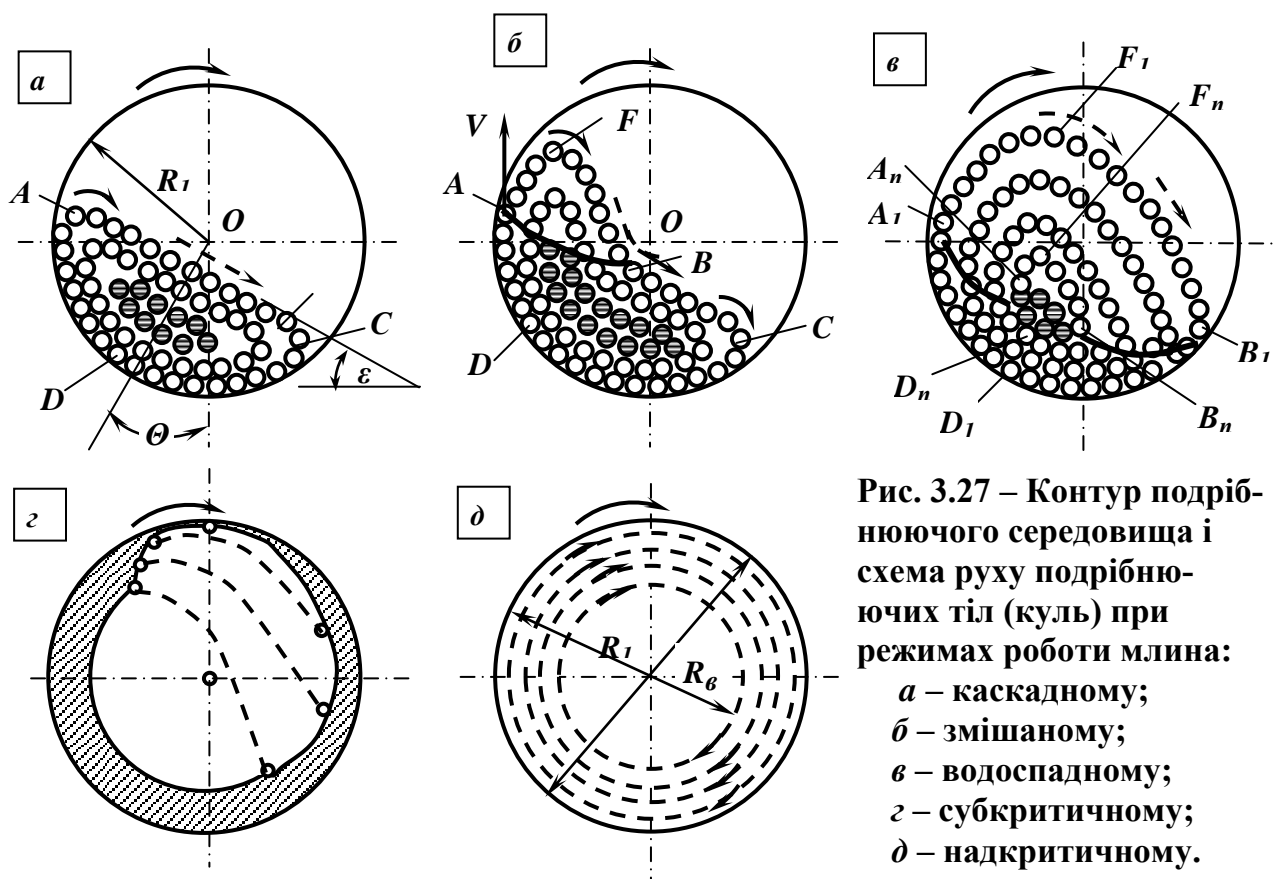 а
R₁
O
A
C
D
ε
Θ
б
V
F
A
O
B
D
C
в
F₁
Fₙ
Aₙ
A₁
Dₙ
D₁
B₁
Bₙ
г
д
R₁
Rв
Рис. 3.27 – Контур подріб-
нюючого середовища і
схема руху подрібню-
ючих тіл (куль) при
режимах роботи млина:
а – каскадному;
б – змішаному;
в – водоспадному;
г – субкритичному;
д – надкритичному.